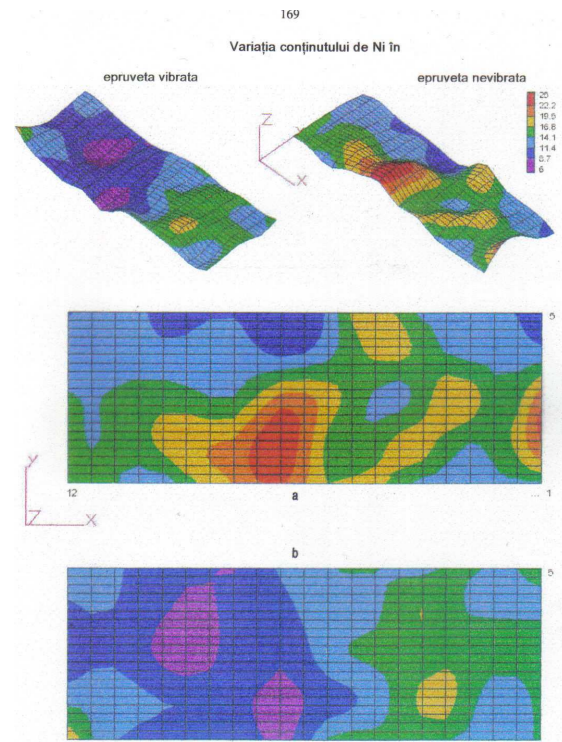 169
Variația conținutului de Ni în
epruveta vibrata
epruveta nevibrata
Z
Y
X
25
22.2
19.5
16.8
14.1
11.4
8.7
6
5
Y
Z
X
12
a
... 1
b
5